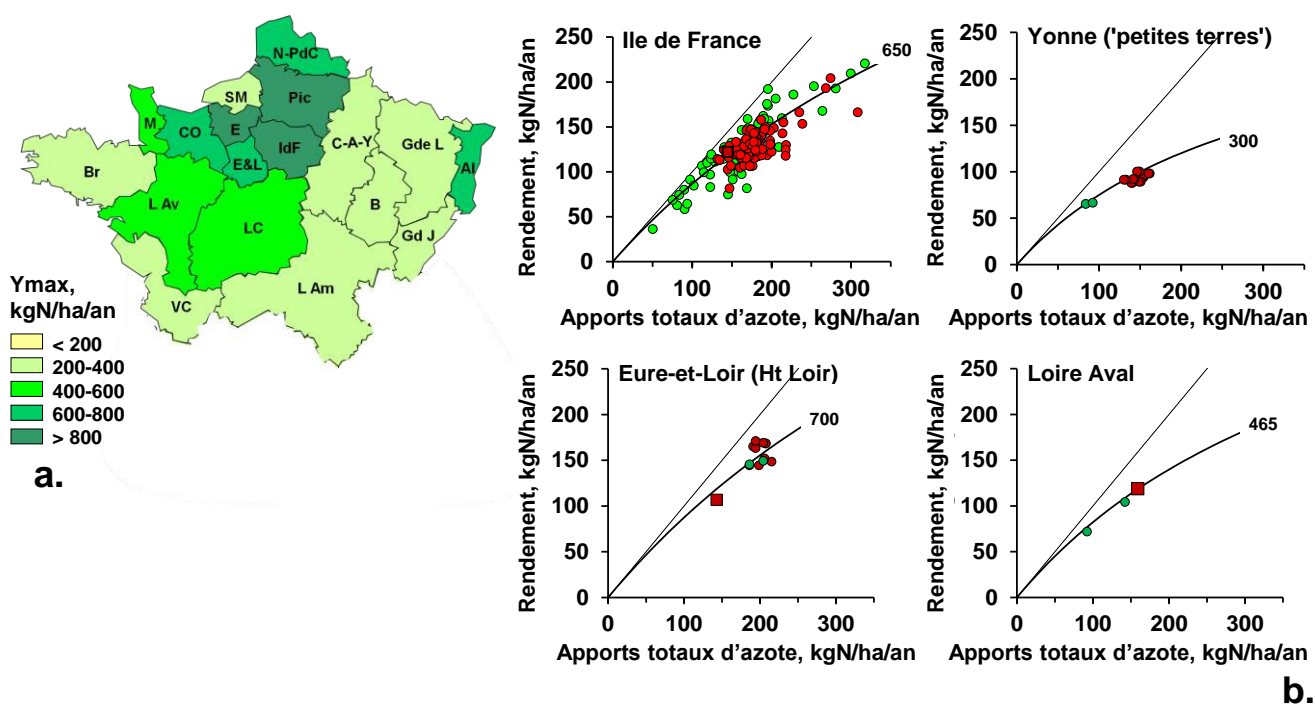 N-PdC
SM
Pic
M
CO
E
IdF
C-A-Y
Gde L
Al
E&L
Br
L Av
LC
B
Gd J
VC
L Am
Ymax,
kgN/ha/an
< 200
200-400
400-600
600-800
> 800
a.
Ile de France
650
Rendement, kgN/ha/an
250
200
150
100
50
0
0 100 200 300
Apports totaux d'azote, kgN/ha/an
Yonne ('petites terres')
300
Rendement, kgN/ha/an
250
200
150
100
50
0
0 100 200 300
Apports totaux d'azote, kgN/ha/an
Eure-et-Loir (Ht Loir)
700
Rendement, kgN/ha/an
250
200
150
100
50
0
0 100 200 300
Apports totaux d'azote, kgN/ha/an
Loire Aval
465
Rendement, kgN/ha/an
250
200
150
100
50
0
0 100 200 300
Apports totaux d'azote, kgN/ha/an
b.